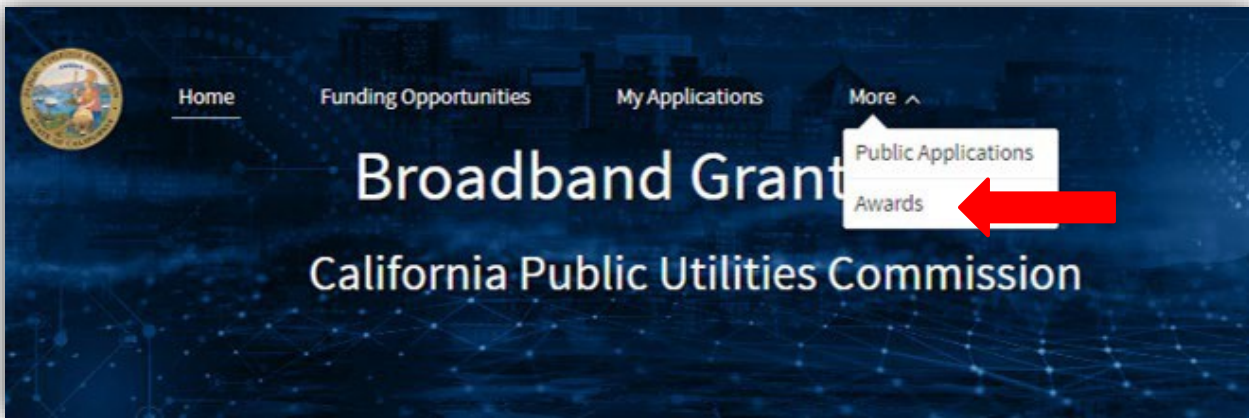 Home Funding Opportunities My Applications More
Public Applications
Broadband Grant
Awards
California Public Utilities Commission